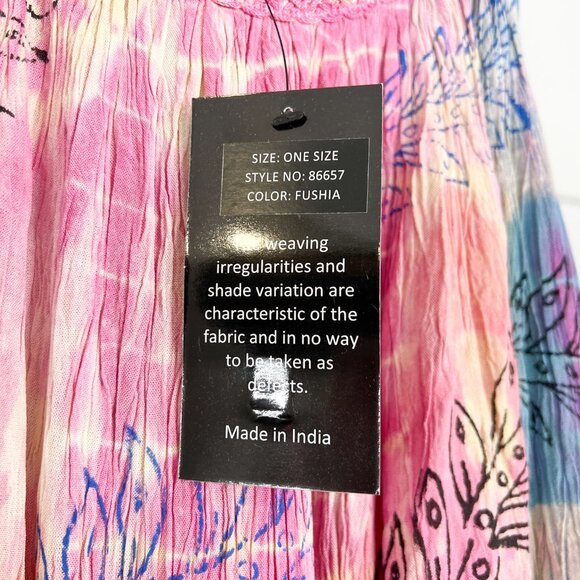 SIZE: ONE SIZE
STYLE NO: 86657
COLOR: FUSHIA
weaving
irregularities and
shade variation are
characteristic of the
fabric and in no way
to be taken as
defects.
Made in India